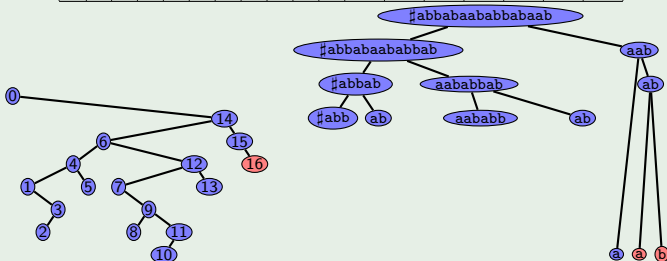 ♯abbabaababbabaab
♯abbabaababbab aab
♯abbab aababbab ab
0
♯abb ab aababb ab
14
6 15
4 12 16
1 5 7 13
3 9
2 8 11
10 a a b